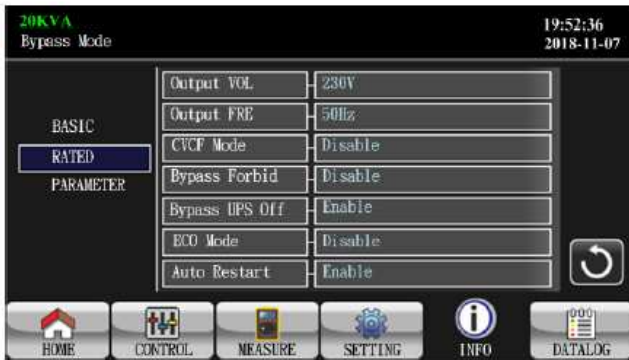 20KVA
Bypass Mode
19:52:36
2018-11-07
BASIC
RATED
PARAMETER
Output VOL 230V
Output FRE 50Hz
CVCF Mode Disable
Bypass Forbid Disable
Bypass UPS Off Enable
ECO Mode Disable
Auto Restart Enable
HOME CONTROL MEASURE SETTING INFO DATALOG